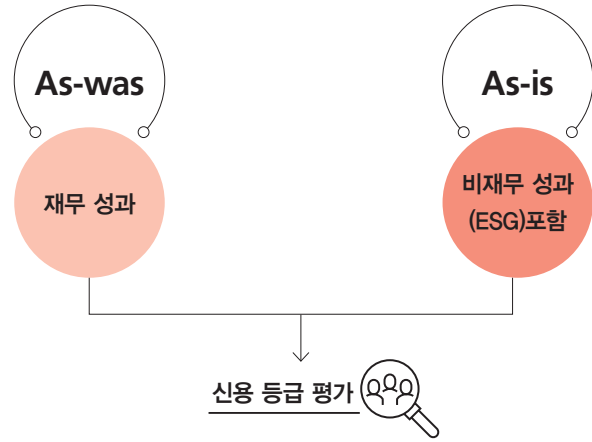 As-was
As-is
재무 성과
비재무 성과
(ESG)포함
신용 등급 평가